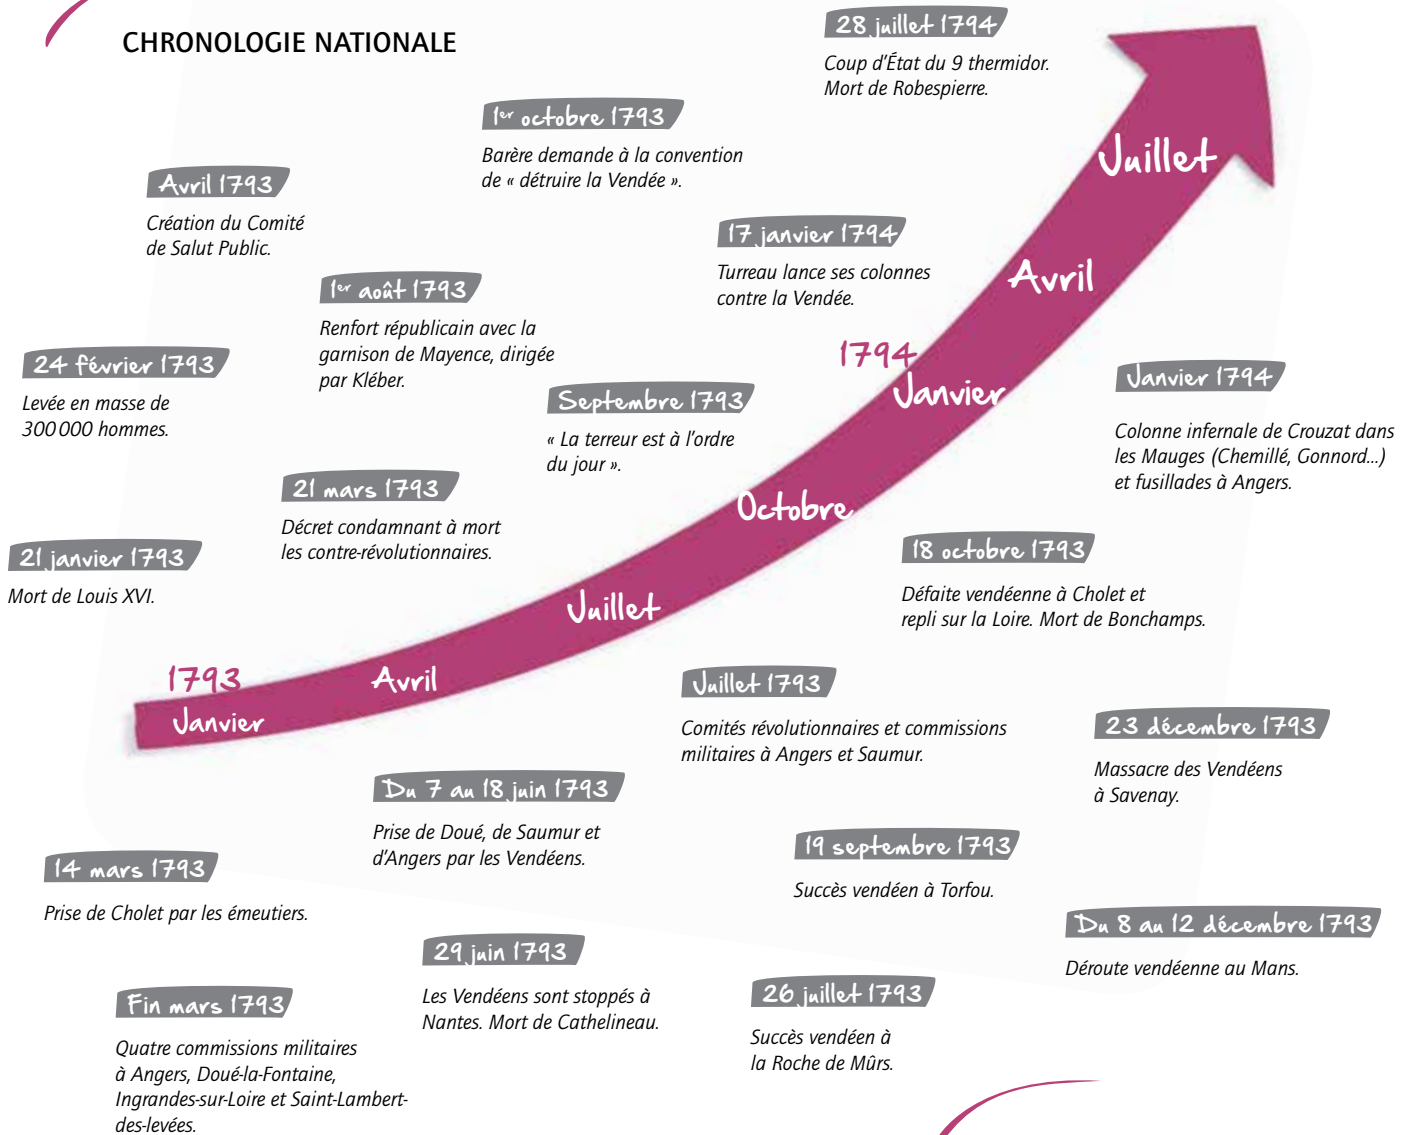 CHRONOLOGIE NATIONALE
28 juillet 1794
Coup d'État du 9 thermidor.
Mort de Robespierre.
1er octobre 1793
Barère demande à la convention
de « détruire la Vendée ».
Avril 1793
Création du Comité
de Salut Public.
17 janvier 1794
Turreau lance ses colonnes
contre la Vendée.
1er août 1793
Renfort républicain avec la
garnison de Mayence, dirigée
par Kléber.
24 février 1793
Levée en masse de
300 000 hommes.
Septembre 1793
« La terreur est à l'ordre
du jour ».
21 mars 1793
Décret condamnant à mort
les contre-révolutionnaires.
21 janvier 1793
Mort de Louis XVI.
1793
Janvier
Avril
Juillet
Octobre
1794
Janvier
Avril
Juillet
Janvier 1794
Colonne infernale de Crouzat dans
les Mauges (Chemillé, Gonnord...)
et fusillades à Angers.
18 octobre 1793
Défaite vendéenne à Cholet et
repli sur la Loire. Mort de Bonchamps.
Juillet 1793
Comités révolutionnaires et commissions
militaires à Angers et Saumur.
23 décembre 1793
Massacre des Vendéens
à Savenay.
Du 7 au 18 juin 1793
Prise de Doué, de Saumur et
d'Angers par les Vendéens.
19 septembre 1793
Succès vendéen à Torfou.
14 mars 1793
Prise de Cholet par les émeutiers.
Du 8 au 12 décembre 1793
Déroute vendéenne au Mans.
29 juin 1793
Les Vendéens sont stoppés à
Nantes. Mort de Cathelineau.
26 juillet 1793
Succès vendéen à
la Roche de Mûrs.
Fin mars 1793
Quatre commissions militaires
à Angers, Doué-la-Fontaine,
Ingrandes-sur-Loire et Saint-Lambert-
des-levées.